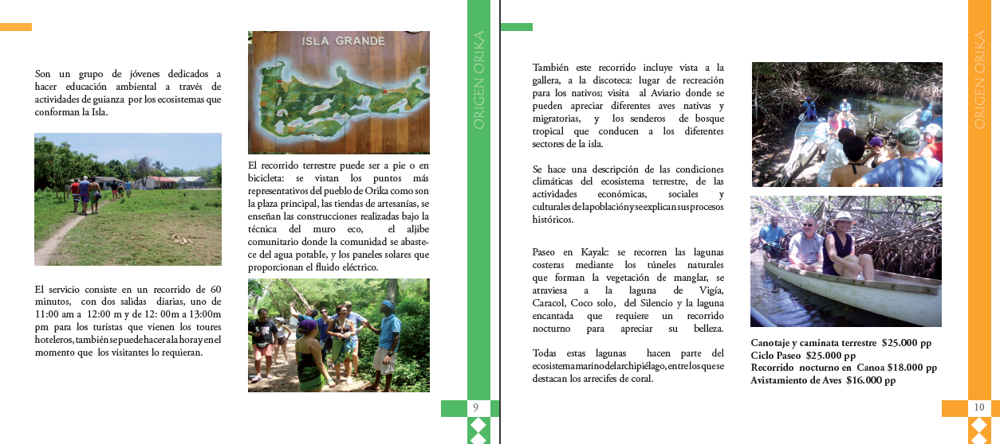 Son un grupo de jóvenes dedicados a
hacer educación ambiental a través de
actividades de guianza por los ecosistemas que
conforman la Isla.
El servicio consiste en un recorrido de 60
minutos, con dos salidas diarias, uno de
11:00 am a 12:00 m y de 12: 00m a 13:00m
pm para los turistas que vienen los toures
hoteleros, también se puede hacer a la hora y en el
momento que los visitantes lo requieran.
ISLA GRANDE
El recorrido terrestre puede ser a pie o en
bicicleta: se vistan los puntos más
representativos del pueblo de Orika como son
la plaza principal, las tiendas de artesanías, se
enseñan las construcciones realizadas bajo la
técnica del muro eco, el aljibe
comunitario donde la comunidad se abaste-
ce del agua potable, y los paneles solares que
proporcionan el fluido eléctrico.
ORIGEN ORIKA
9
También este recorrido incluye vista a la
gallera, a la discoteca: lugar de recreación
para los nativos; visita al Aviario donde se
pueden apreciar diferentes aves nativas y
migratorias, y los senderos de bosque
tropical que conducen a los diferentes
sectores de la isla.
Se hace una descripción de las condiciones
climáticas del ecosistema terrestre, de las
actividades económicas, sociales y
culturales de la población y se explican sus procesos
históricos.
Paseo en Kayak: se recorren las lagunas
costeras mediante los túneles naturales
que forman la vegetación de manglar, se
atraviesa a la laguna de Vigía,
Caracol, Coco solo, del Silencio y la laguna
encantada que requiere un recorrido
nocturno para apreciar su belleza.
Todas estas lagunas hacen parte del
ecosistema marino del archipiélago, entre los que se
destacan los arrecifes de coral.
Canotaje y caminata terrestre $25.000 pp
Ciclo Paseo $25.000 pp
Recorrido nocturno en Canoa $18.000 pp
Avistamiento de Aves $16.000 pp
ORIGEN ORIKA
10